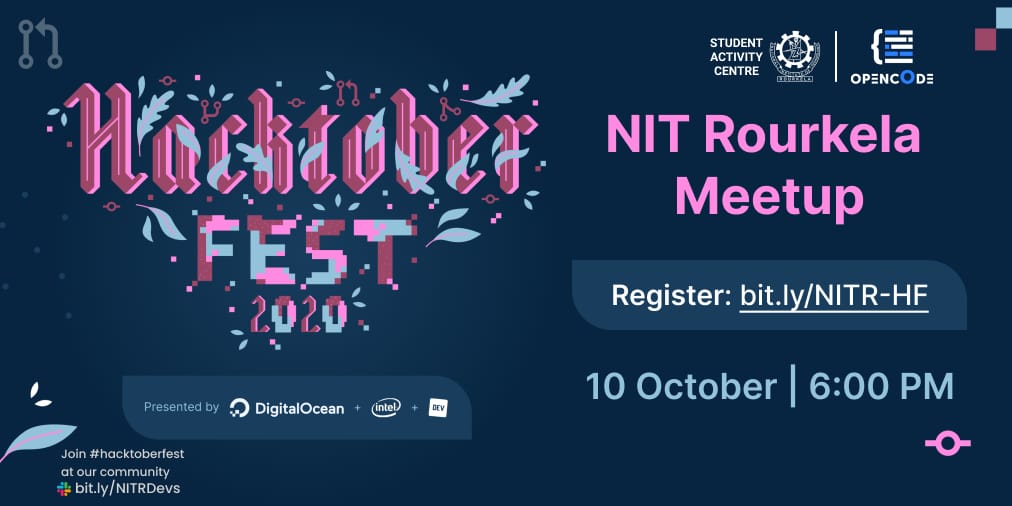 Hacktober
FEST
2020
Presented by DigitalOcean + intel + DEV
Join #hacktoberfest
at our community
bit.ly/NITRDevs
STUDENT
ACTIVITY
CENTRE
OPENCODE
NIT Rourkela
Meetup
Register: bit.ly/NITR-HF
10 October | 6:00 PM